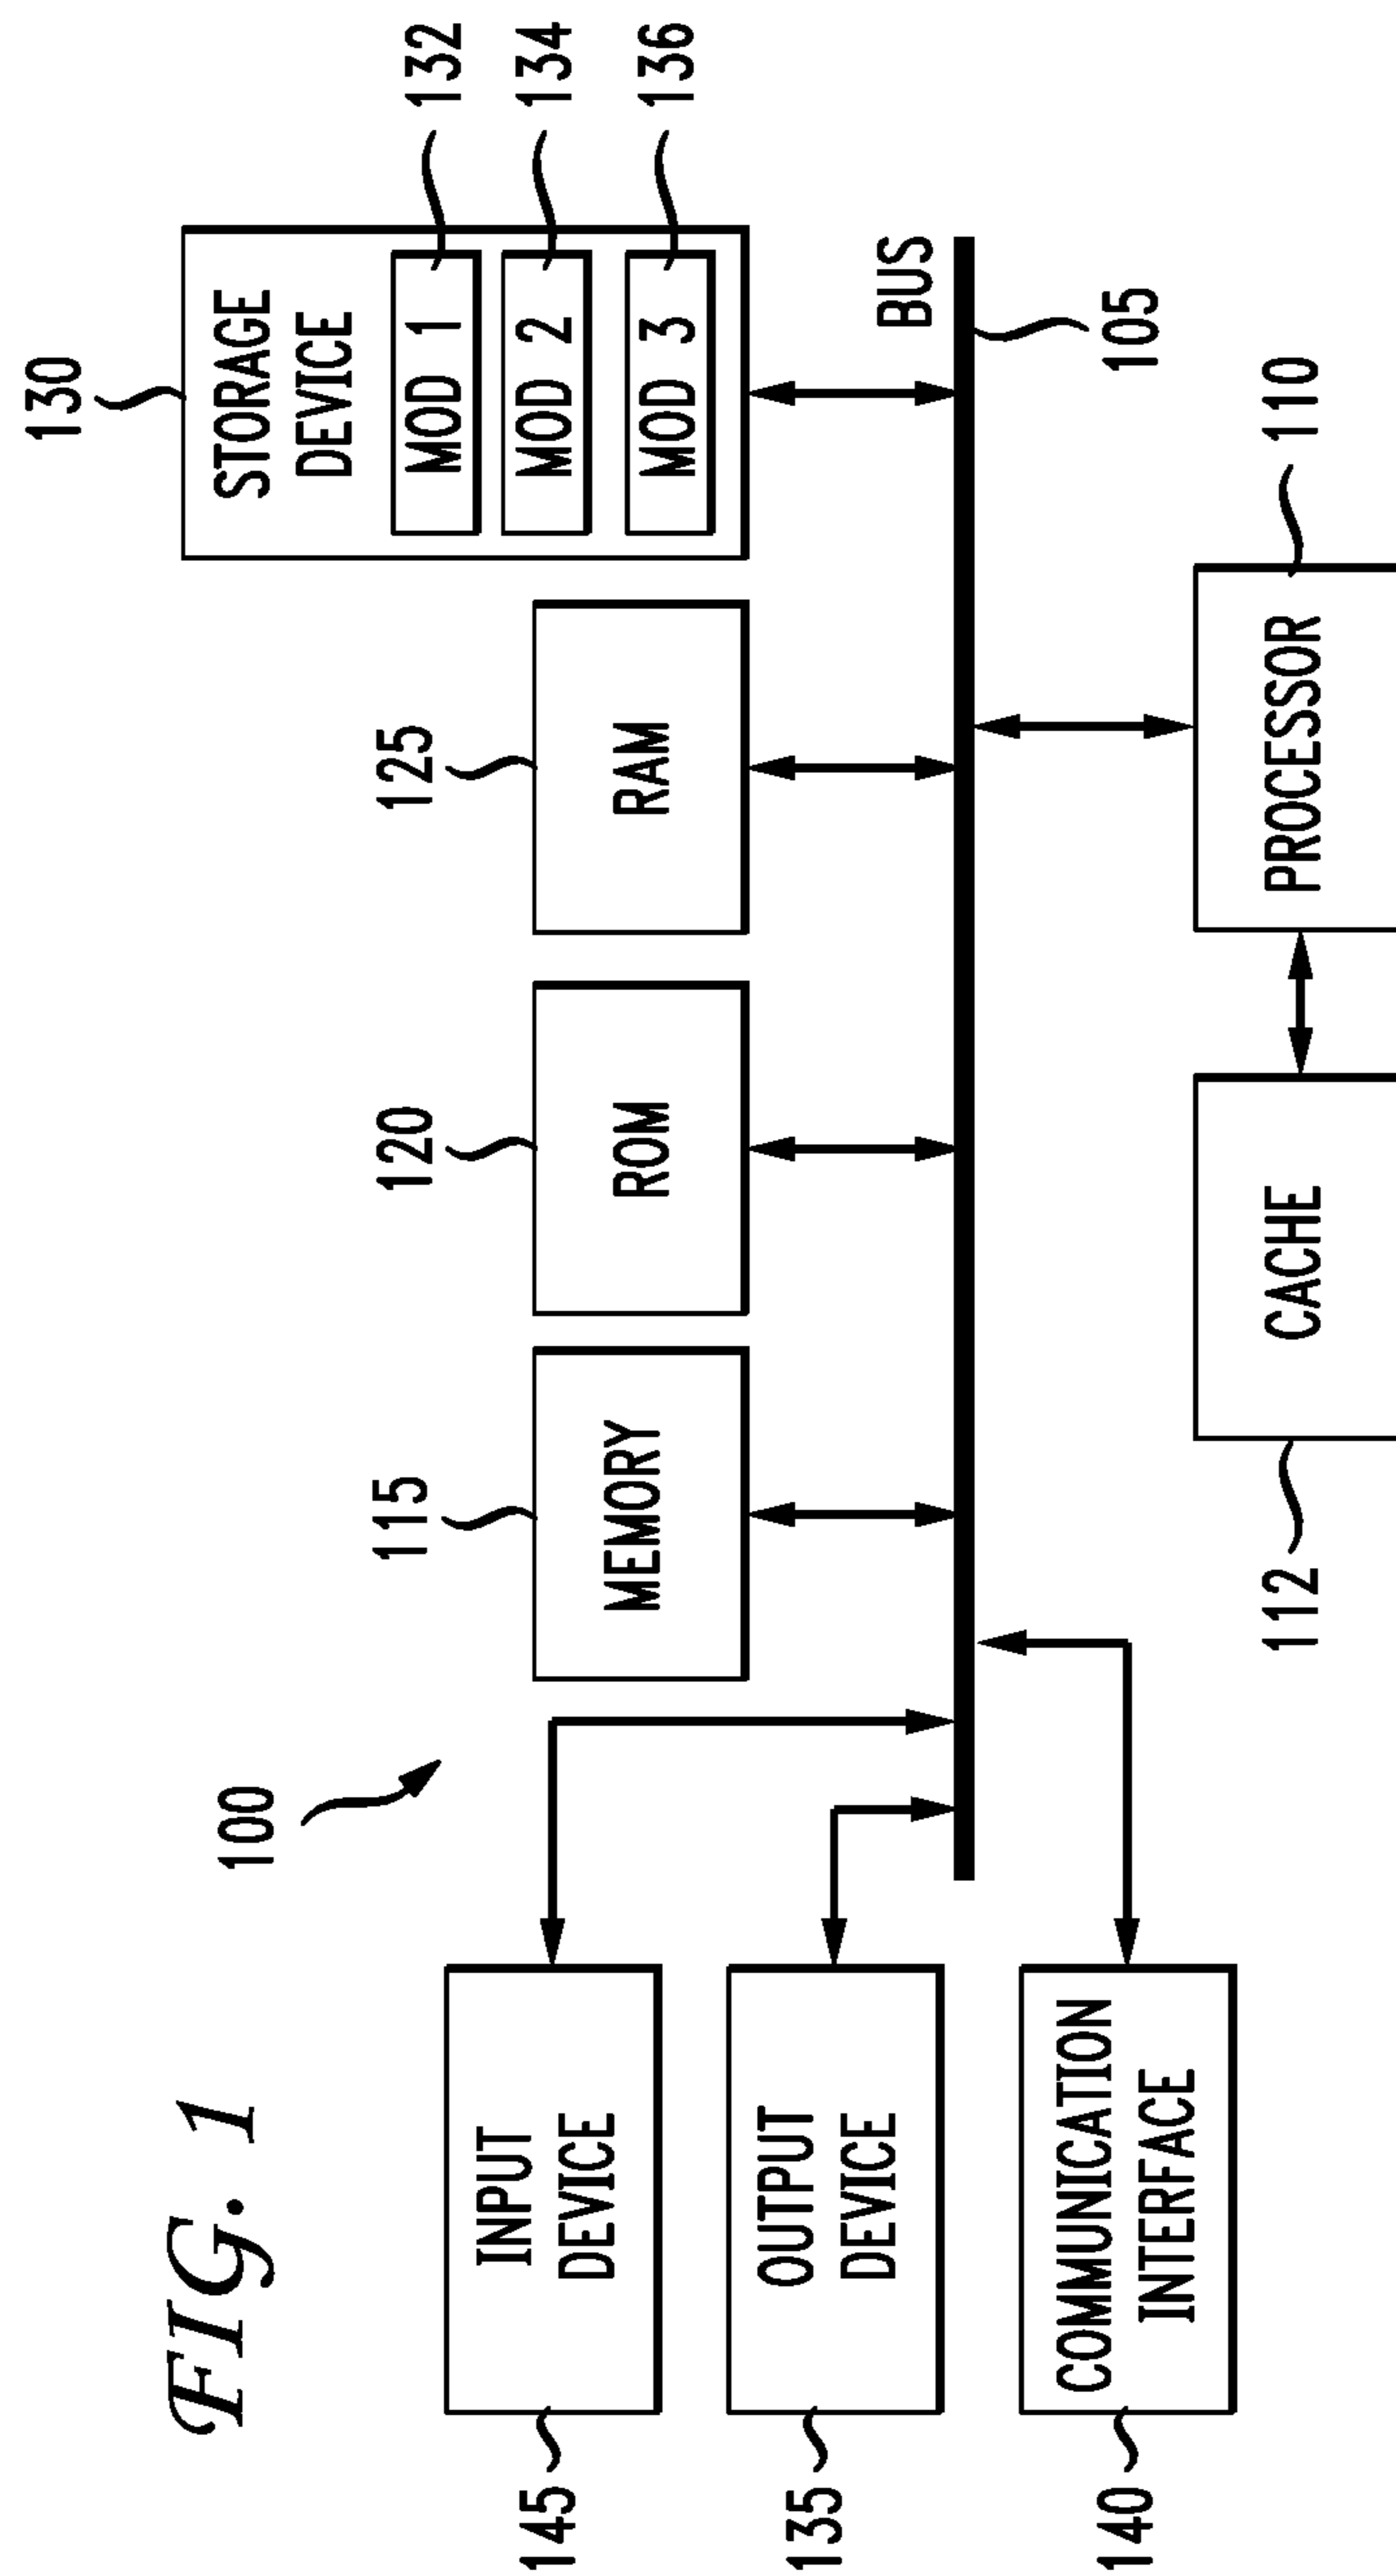 FIG. 1
100
130
STORAGE
DEVICE
MOD 1
132
MOD 2
134
MOD 3
136
145
INPUT
DEVICE
115
MEMORY
120
ROM
125
RAM
135
OUTPUT
DEVICE
BUS
105
140
COMMUNICATION
INTERFACE
112
CACHE
PROCESSOR
110